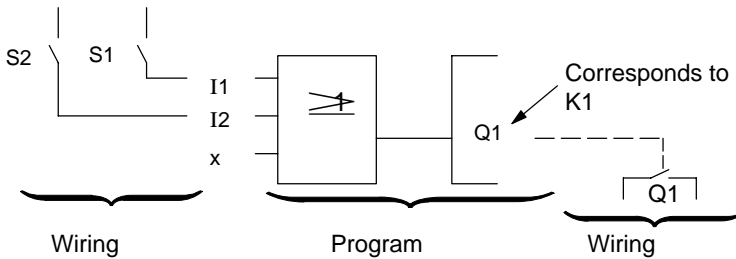 S2
S1
I1
I2
x
≥1
Q1
Corresponds to
K1
Q1
Wiring
Program
Wiring